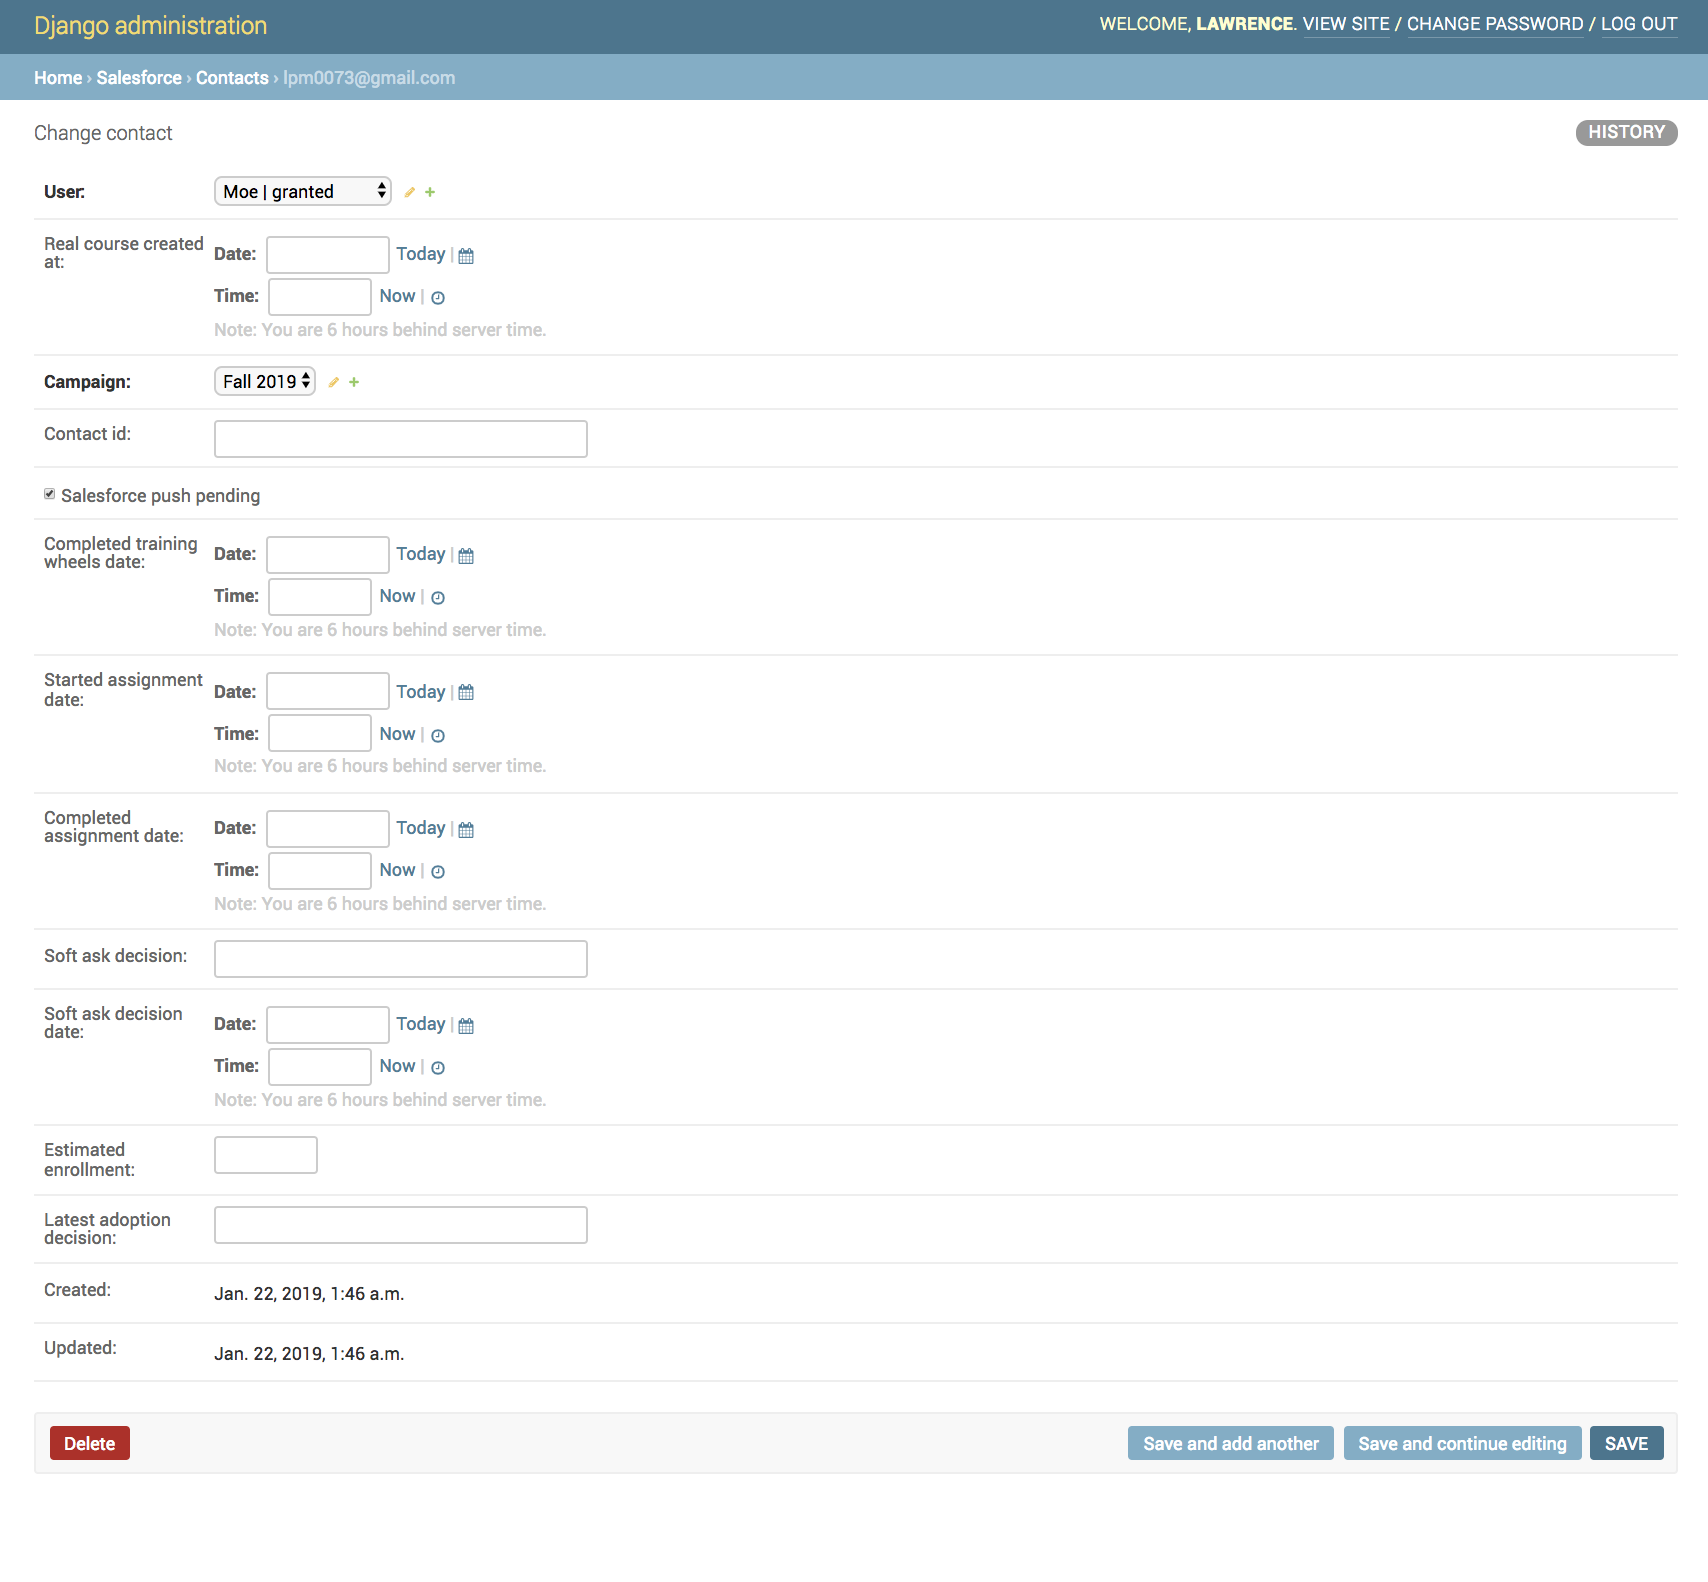 Django administration
WELCOME, LAWRENCE. VIEW SITE / CHANGE PASSWORD / LOG OUT
Home › Salesforce › Contacts › lpm0073@gmail.com
Change contact
HISTORY
User:
Moe | granted
Real course created
at:
Date:
Today |
Time:
Now |
Note: You are 6 hours behind server time.
Campaign:
Fall 2019
Contact id:
Salesforce push pending
Completed training
wheels date:
Date:
Today |
Time:
Now |
Note: You are 6 hours behind server time.
Started assignment
date:
Date:
Today |
Time:
Now |
Note: You are 6 hours behind server time.
Completed
assignment date:
Date:
Today |
Time:
Now |
Note: You are 6 hours behind server time.
Soft ask decision:
Soft ask decision
date:
Date:
Today |
Time:
Now |
Note: You are 6 hours behind server time.
Estimated
enrollment:
Latest adoption
decision:
Created:
Jan. 22, 2019, 1:46 a.m.
Updated:
Jan. 22, 2019, 1:46 a.m.
Delete
Save and add another
Save and continue editing
SAVE